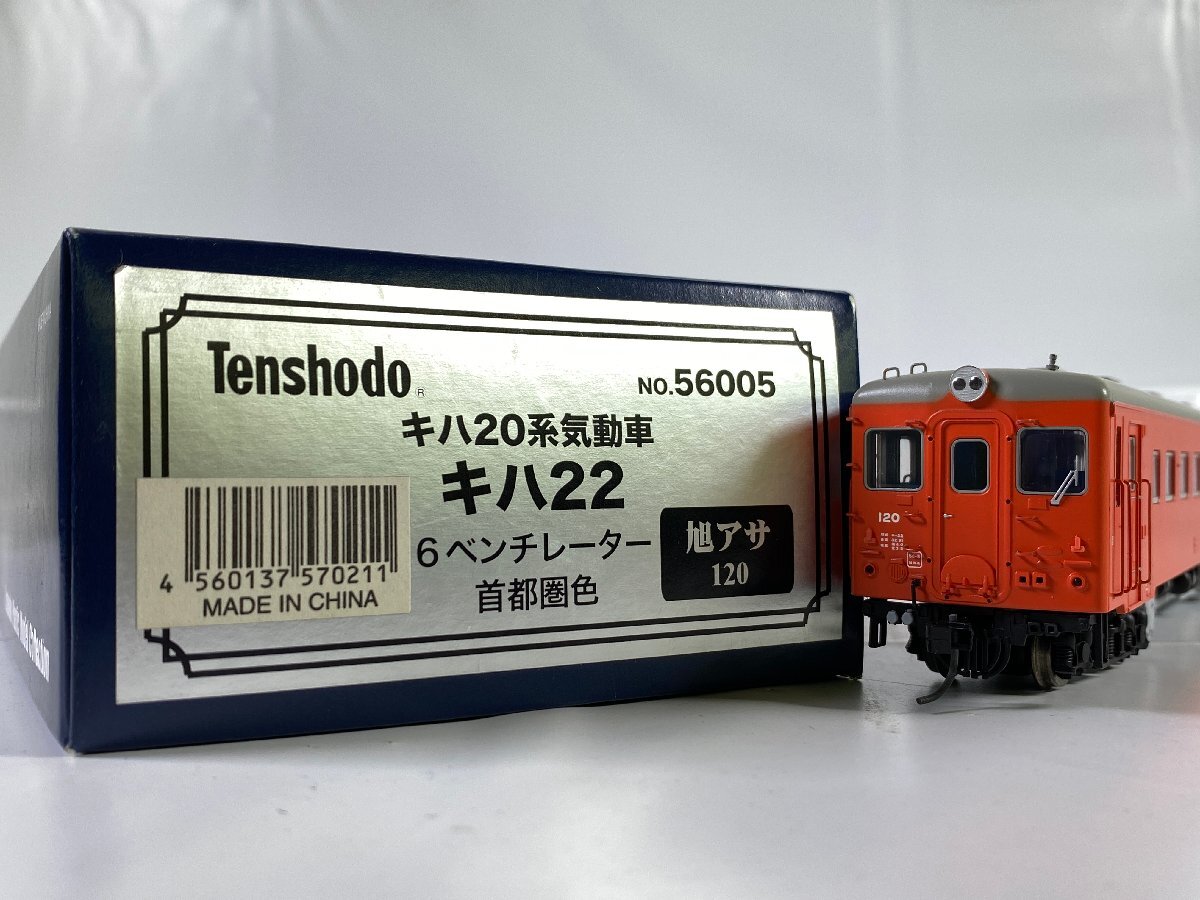 Tenshodo®
NO.56005
キハ20系気動車
キハ22
6ベンチレーター
首都圏色
旭アサ
120
4 560137 570211
MADE IN CHINA
120